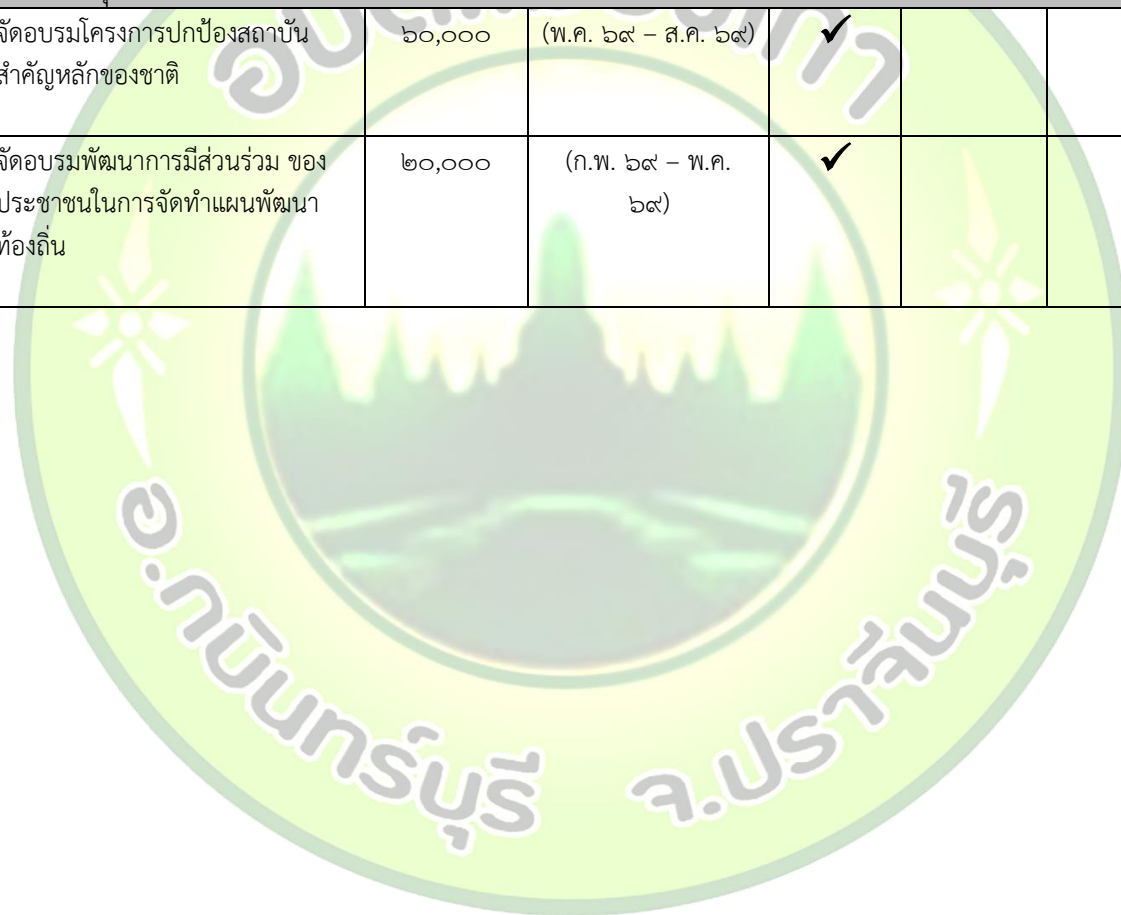 จัดอบรมโครงการปกป้องสถาบัน
สำคัญหลักของชาติ
๖๐,๐๐๐
(พ.ค. ๖๙ – ส.ค. ๖๙)
✓
จัดอบรมพัฒนาการมีส่วนร่วม ของ
ประชาชนในการจัดทำแผนพัฒนา
ท้องถิ่น
๒๐,๐๐๐
(ก.พ. ๖๙ – พ.ค.
๖๙)
✓
อ.กบินทร์บุรี จ.ปราจีนบุรี